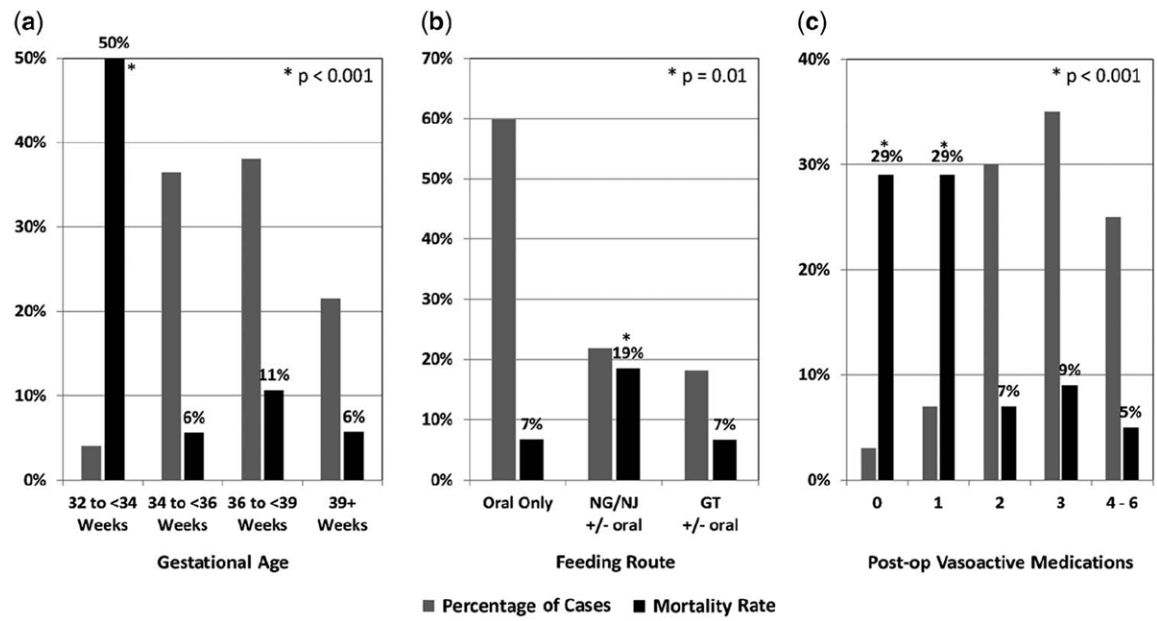 (a)
50%
50%
*
* p < 0.001
40%
30%
20%
10%
0%
6%
11%
6%
32 to <34
Weeks
34 to <36
Weeks
36 to <39
Weeks
39+
Weeks
Gestational Age
(b)
70%
* p = 0.01
60%
50%
40%
30%
20%
10%
0%
7%
*
19%
7%
Oral Only
NG/NJ
+/- oral
GT
+/- oral
Feeding Route
(c)
40%
* p < 0.001
30%
20%
10%
0%
*
29%
*
29%
7%
9%
5%
0
1
2
3
4 - 6
Post-op Vasoactive Medications
Percentage of Cases
Mortality Rate